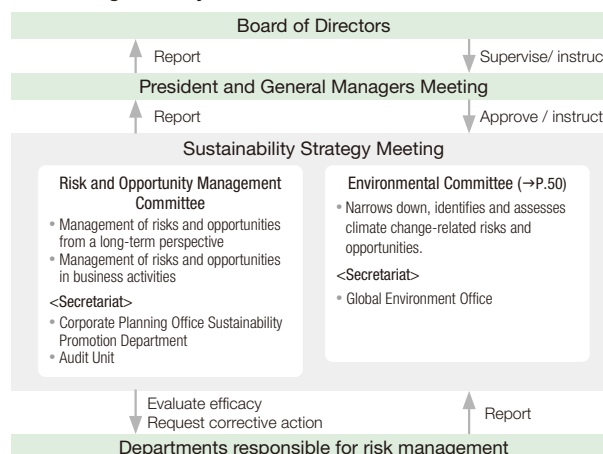 Board of Directors
Report
Supervise/ instruc
President and General Managers Meeting
Report
Approve / instruct
Sustainability Strategy Meeting
Risk and Opportunity Management
Committee
• Management of risks and opportunities
from a long-term perspective
• Management of risks and opportunities
in business activities
<Secretariat>
• Corporate Planning Office Sustainability
Promotion Department
• Audit Unit
Environmental Committee (→P.50)
• Narrows down, identifies and assesses
climate change-related risks and
opportunities.
<Secretariat>
• Global Environment Office
Evaluate efficacy
Request corrective action
Report
Departments responsible for risk management